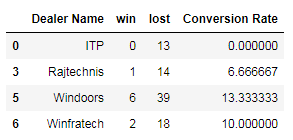 Dealer Name win lost Conversion Rate
0 ITP 0 13 0.000000
3 Rajtechnis 1 14 6.666667
5 Windoors 6 39 13.333333
6 Winfratech 2 18 10.000000